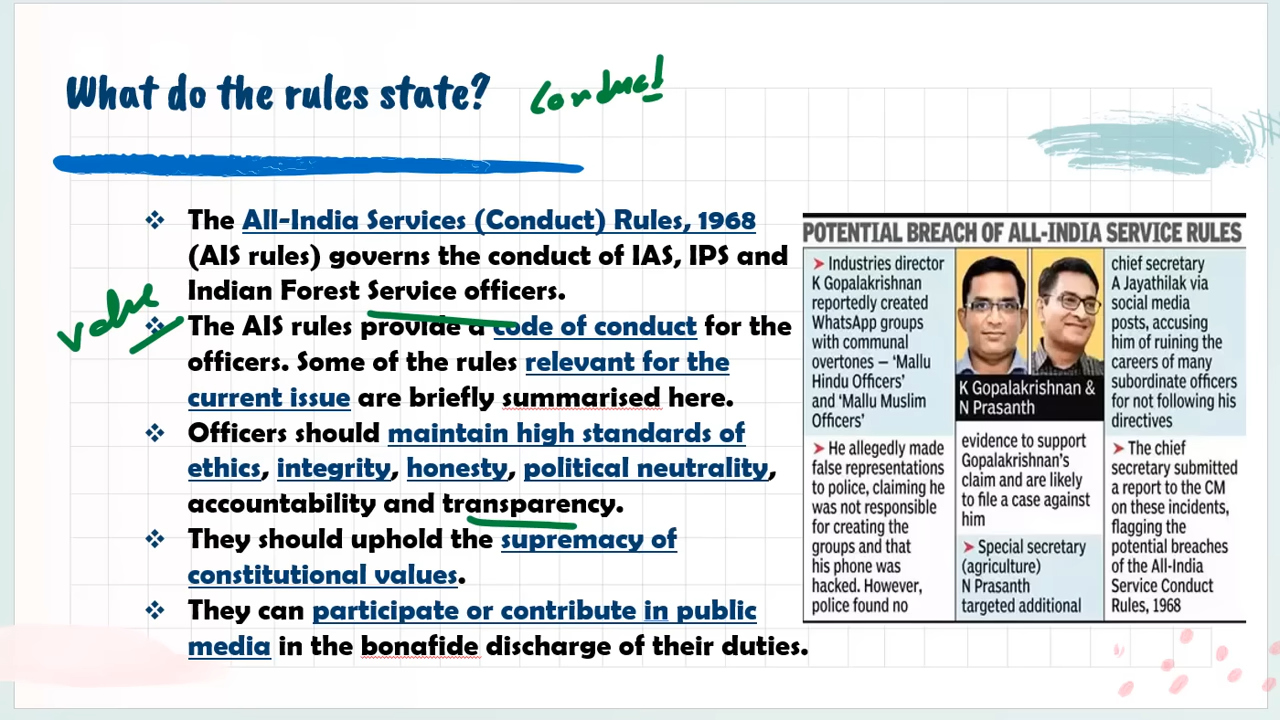 What do the rules state?
conduct
The All-India Services (Conduct) Rules, 1968
(AIS rules) governs the conduct of IAS, IPS and
Indian Forest Service officers.
value
The AIS rules provide a code of conduct for the
officers. Some of the rules relevant for the
current issue are briefly summarised here.
Officers should maintain high standards of
ethics, integrity, honesty, political neutrality,
accountability and transparency.
They should uphold the supremacy of
constitutional values.
They can participate or contribute in public
media in the bonafide discharge of their duties.
POTENTIAL BREACH OF ALL-INDIA SERVICE RULES
Industries director
K Gopalakrishnan
reportedly created
WhatsApp groups
with communal
overtones – 'Mallu
Hindu Officers'
and 'Mallu Muslim
Officers'
He allegedly made
false representations
to police, claiming he
was not responsible
for creating the
groups and that
his phone was
hacked. However,
police found no
K Gopalakrishnan &
N Prasanth
evidence to support
Gopalakrishnan's
claim and are likely
to file a case against
him
Special secretary
(agriculture)
N Prasanth
targeted additional
chief secretary
A Jayathilak via
social media
posts, accusing
him of ruining the
careers of many
subordinate officers
for not following his
directives
The chief
secretary submitted
a report to the CM
on these incidents,
flagging the
potential breaches
of the All-India
Service Conduct
Rules, 1968